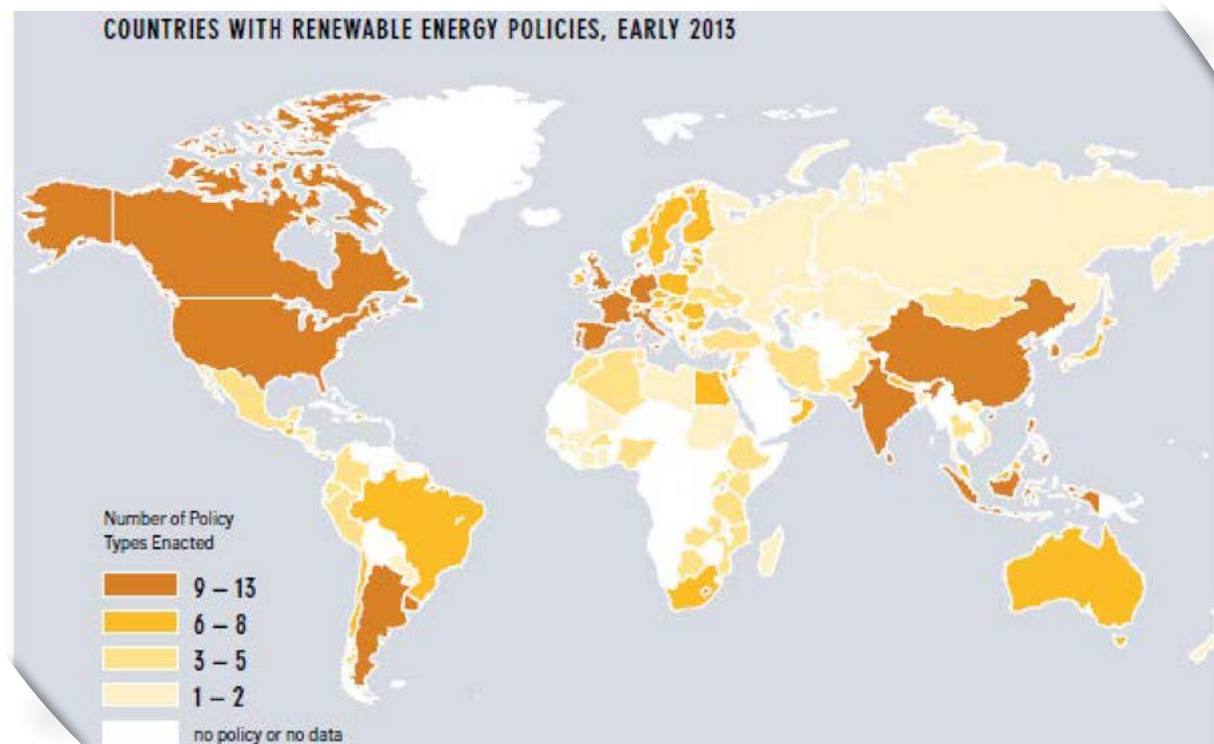 COUNTRIES WITH RENEWABLE ENERGY POLICIES, EARLY 2013
Number of Policy
Types Enacted
9 – 13
6 – 8
3 – 5
1 – 2
no policy or no data